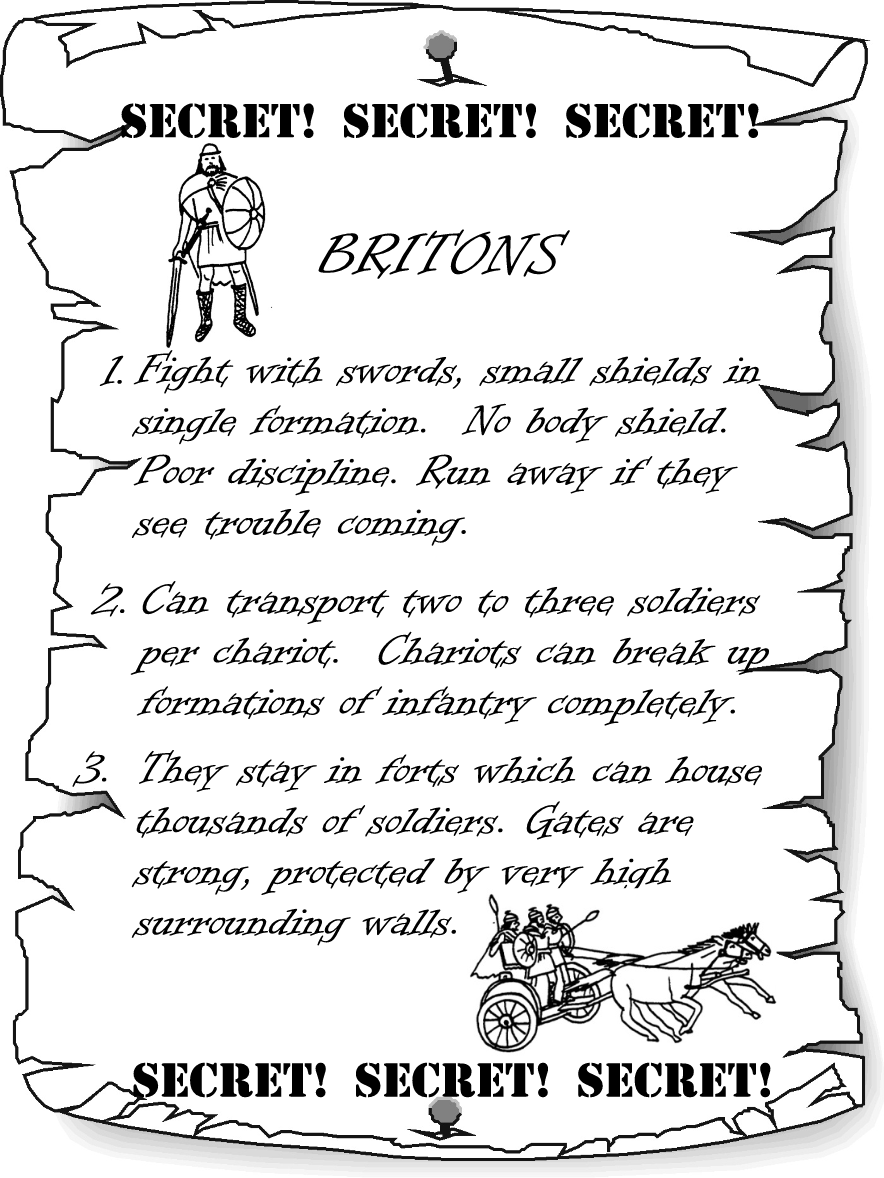 SECRET! SECRET! SECRET!
BRITONS
1. Fight with swords, small shields in
single formation. No body shield.
Poor discipline. Run away if they
see trouble coming.
2. Can transport two to three soldiers
per chariot. Chariots can break up
formations of infantry completely.
3. They stay in forts which can house
thousands of soldiers. Gates are
strong, protected by very high
surrounding walls.
SECRET! SECRET! SECRET!